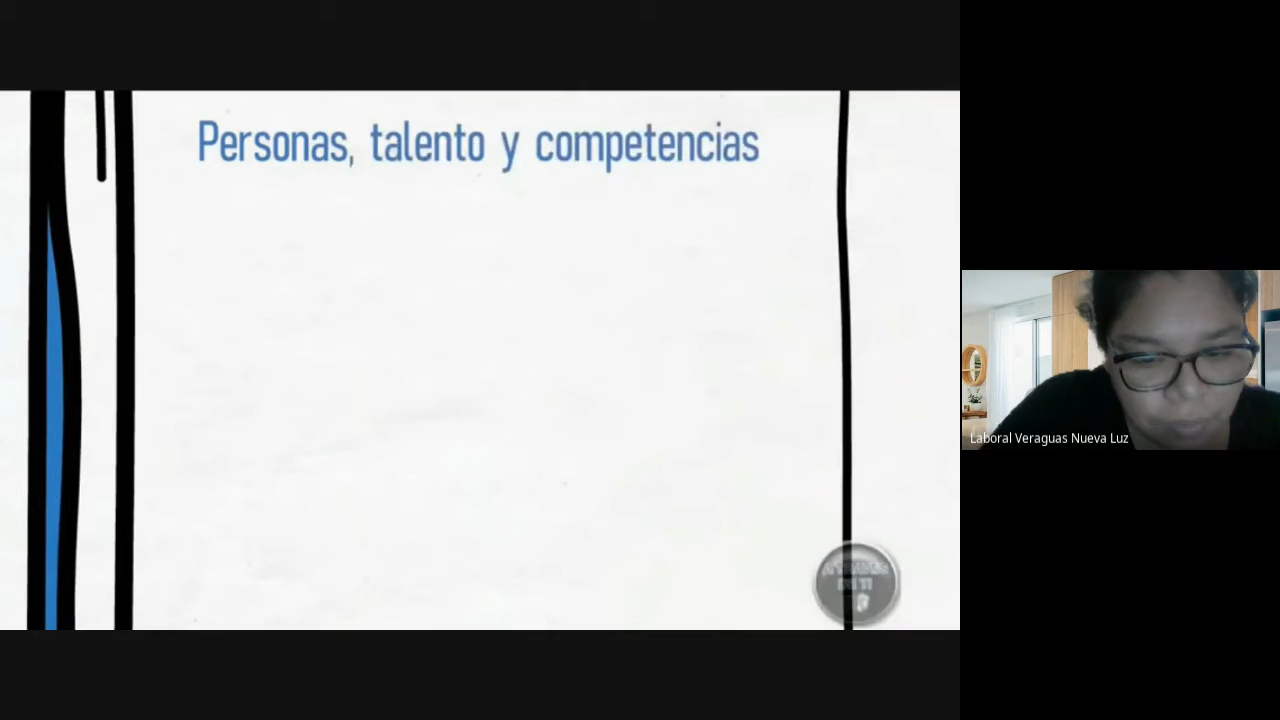 Personas, talento y competencias
Laboral Veraguas Nueva Luz